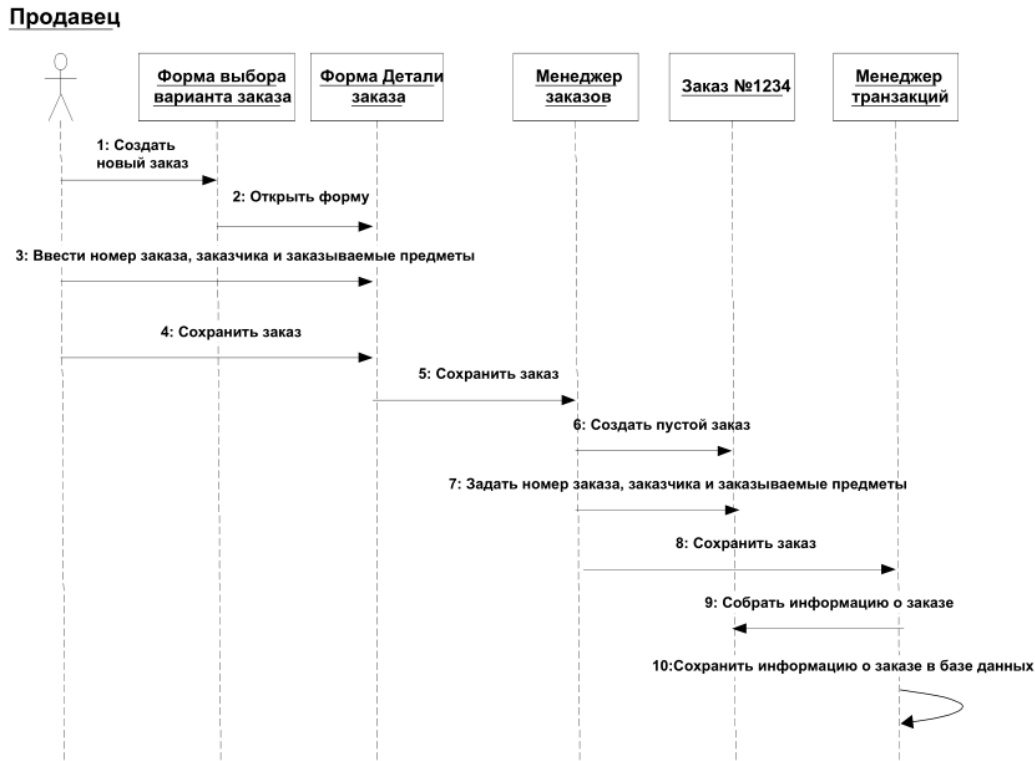 Продавец
Форма выбора
варианта заказа
Форма Детали
заказа
Менеджер
заказов
Заказ №1234
Менеджер
транзакций
1: Создать
новый заказ
2: Открыть форму
3: Ввести номер заказа, заказчика и заказываемые предметы
4: Сохранить заказ
5: Сохранить заказ
6: Создать пустой заказ
7: Задать номер заказа, заказчика и заказываемые предметы
8: Сохранить заказ
9: Собрать информацию о заказе
10:Сохранить информацию о заказе в базе данных